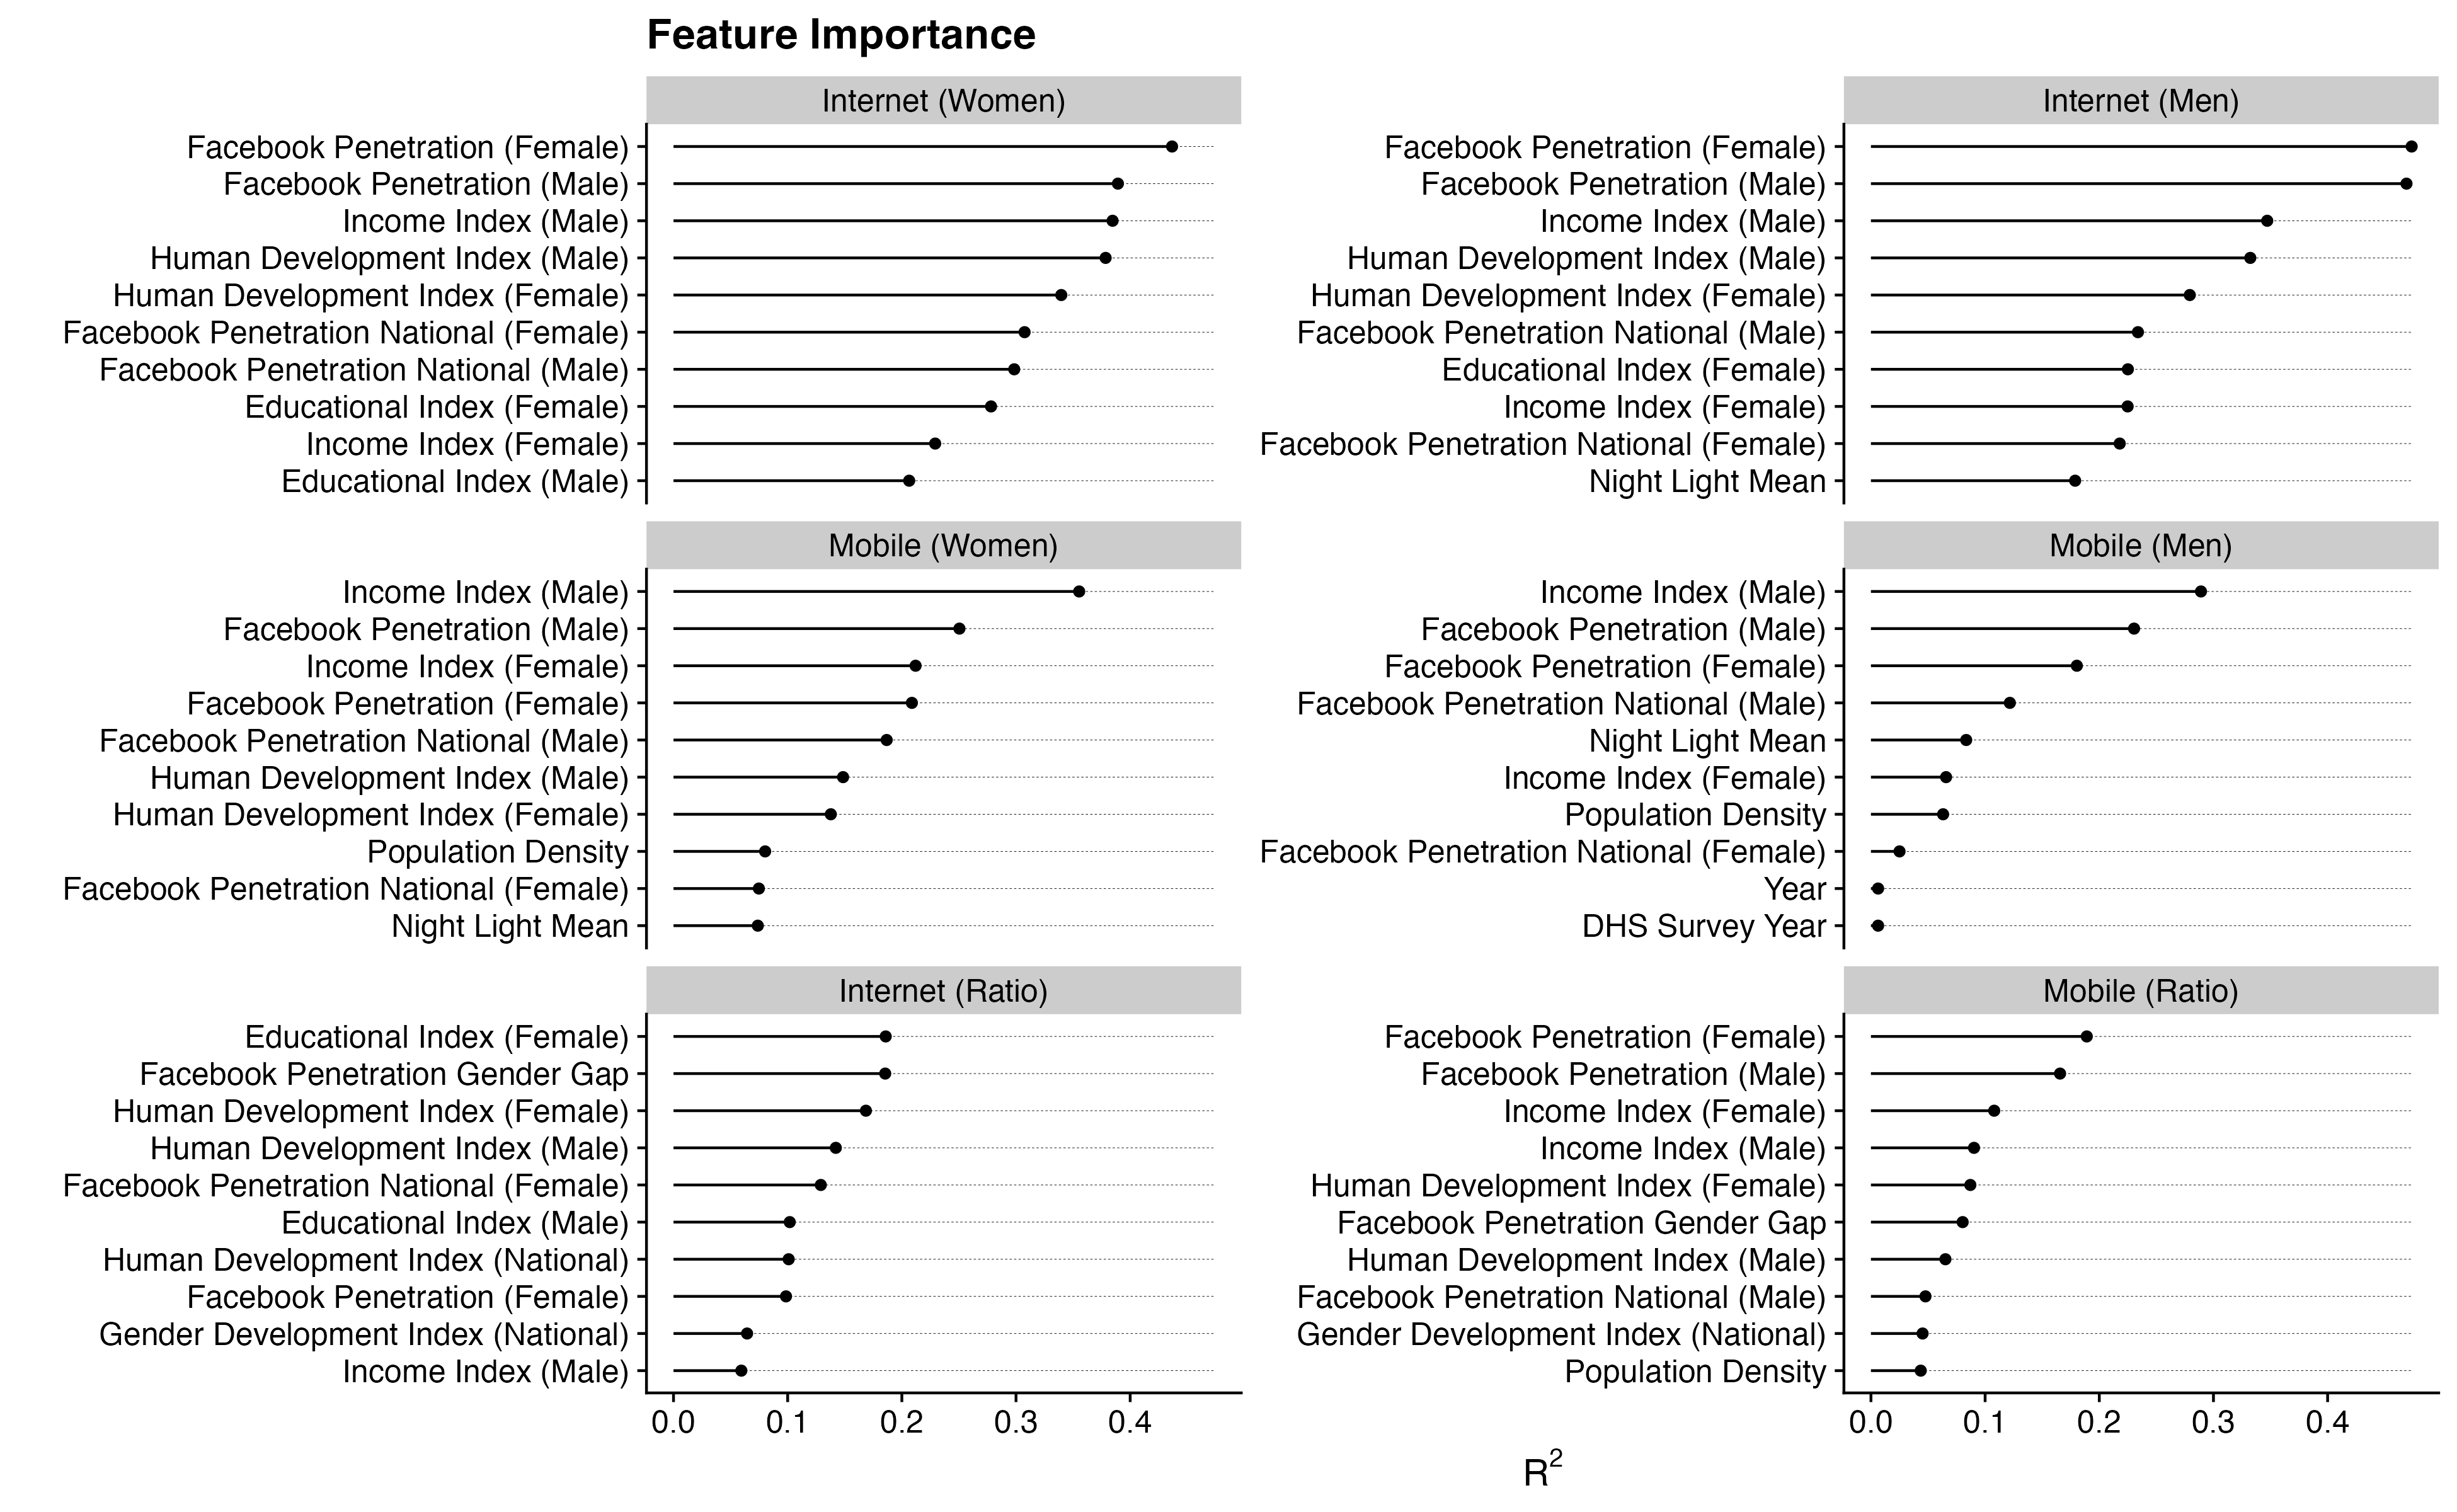 Feature Importance
Internet (Women)
Facebook Penetration (Female)
Facebook Penetration (Male)
Income Index (Male)
Human Development Index (Male)
Human Development Index (Female)
Facebook Penetration National (Female)
Facebook Penetration National (Male)
Educational Index (Female)
Income Index (Female)
Educational Index (Male)
Internet (Men)
Facebook Penetration (Female)
Facebook Penetration (Male)
Income Index (Male)
Human Development Index (Male)
Human Development Index (Female)
Facebook Penetration National (Male)
Educational Index (Female)
Income Index (Female)
Facebook Penetration National (Female)
Night Light Mean
Mobile (Women)
Income Index (Male)
Facebook Penetration (Male)
Income Index (Female)
Facebook Penetration (Female)
Facebook Penetration National (Male)
Human Development Index (Male)
Human Development Index (Female)
Population Density
Facebook Penetration National (Female)
Night Light Mean
Mobile (Men)
Income Index (Male)
Facebook Penetration (Male)
Facebook Penetration (Female)
Facebook Penetration National (Male)
Night Light Mean
Income Index (Female)
Population Density
Facebook Penetration National (Female)
Year
DHS Survey Year
Internet (Ratio)
Educational Index (Female)
Facebook Penetration Gender Gap
Human Development Index (Female)
Human Development Index (Male)
Facebook Penetration National (Female)
Educational Index (Male)
Human Development Index (National)
Facebook Penetration (Female)
Gender Development Index (National)
Income Index (Male)
0.0 0.1 0.2 0.3 0.4
Mobile (Ratio)
Facebook Penetration (Female)
Facebook Penetration (Male)
Income Index (Female)
Income Index (Male)
Human Development Index (Female)
Facebook Penetration Gender Gap
Human Development Index (Male)
Facebook Penetration National (Male)
Gender Development Index (National)
Population Density
0.0 0.1 0.2 0.3 0.4
R²